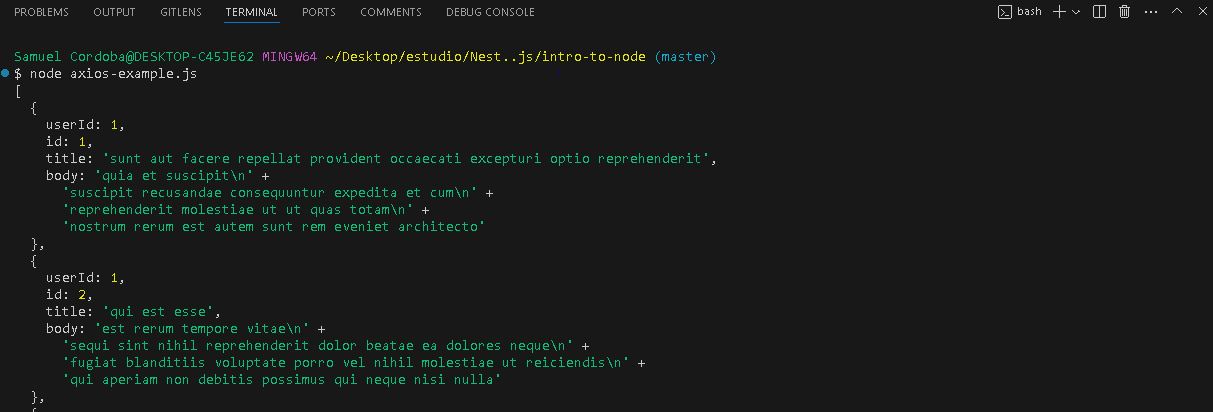 PROBLEMS OUTPUT GITLENS TERMINAL PORTS COMMENTS DEBUG CONSOLE bash
Samuel Cordoba@DESKTOP-C45JE62 MINGW64 ~/Desktop/estudio/Nest..js/intro-to-node (master)
$ node axios-example.js
[
  {
    userId: 1,
    id: 1,
    title: 'sunt aut facere repellat provident occaecati excepturi optio reprehenderit',
    body: 'quia et suscipit\n' +
      'suscipit recusandae consequuntur expedita et cum\n' +
      'reprehenderit molestiae ut ut quas totam\n' +
      'nostrum rerum est autem sunt rem eveniet architecto'
  },
  {
    userId: 1,
    id: 2,
    title: 'qui est esse',
    body: 'est rerum tempore vitae\n' +
      'sequi sint nihil reprehenderit dolor beatae ea dolores neque\n' +
      'fugiat blanditiis voluptate porro vel nihil molestiae ut reiciendis\n' +
      'qui aperiam non debitis possimus qui neque nisi nulla'
  },